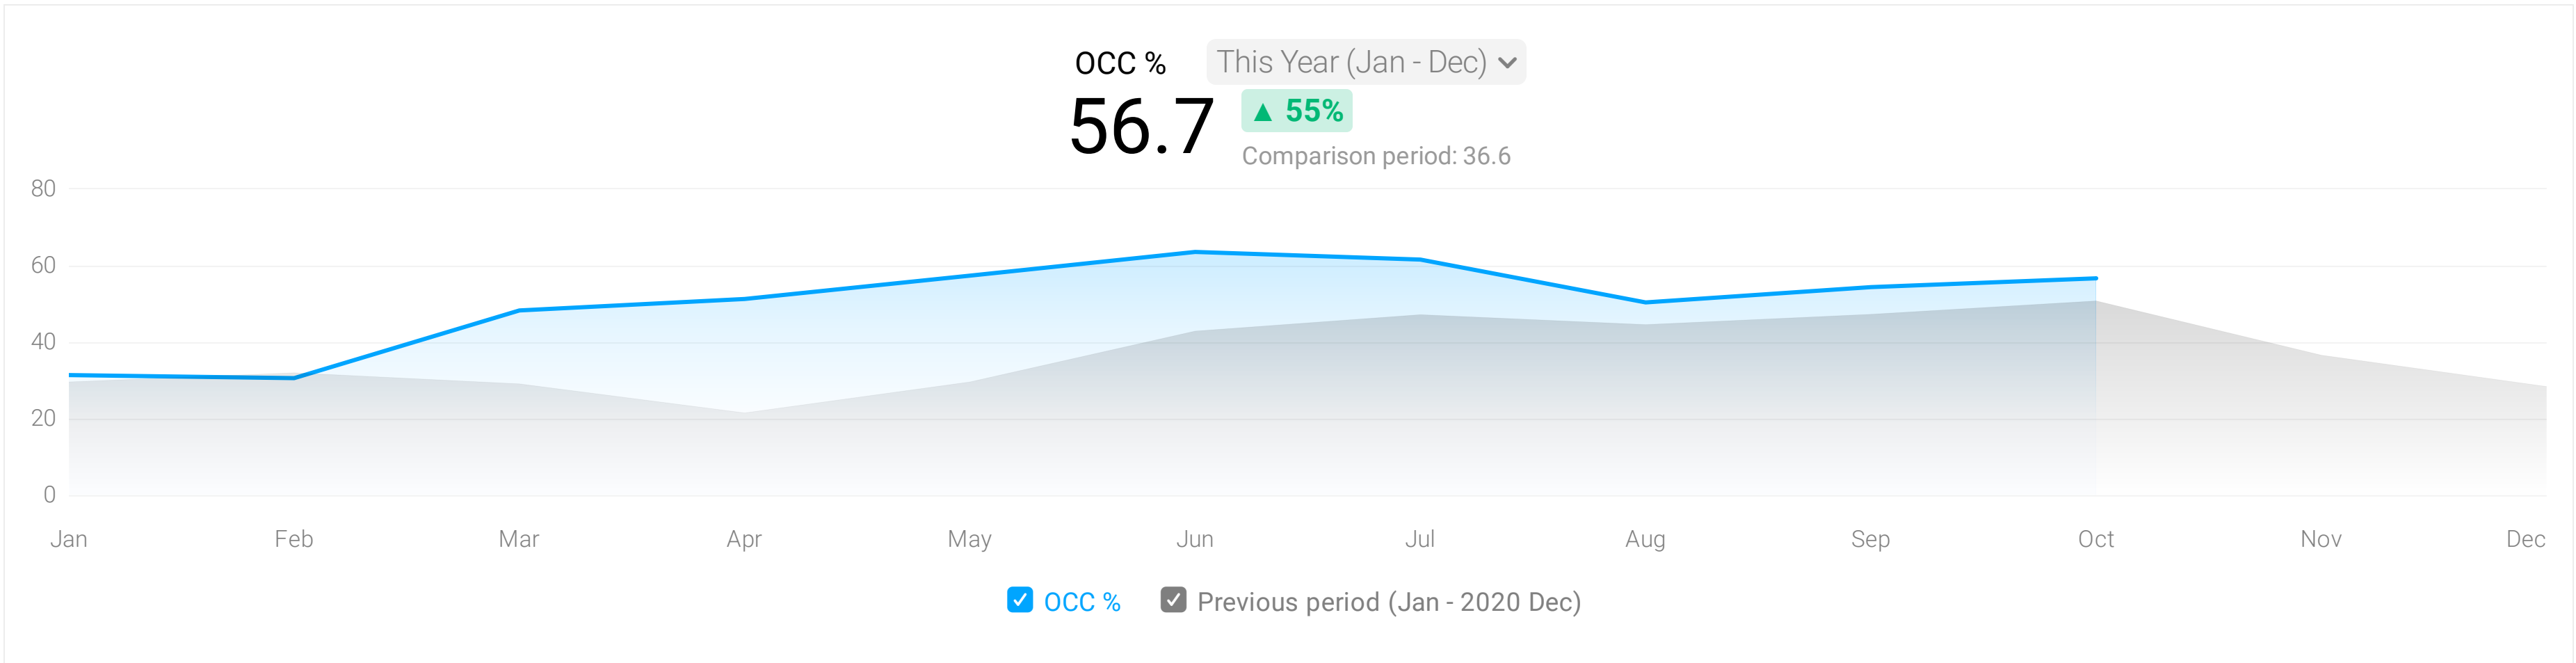 OCC % This Year (Jan - Dec)
56.7 ▲ 55%
Comparison period: 36.6
80
60
40
20
0
Jan Feb Mar Apr May Jun Jul Aug Sep Oct Nov Dec
OCC % Previous period (Jan - 2020 Dec)